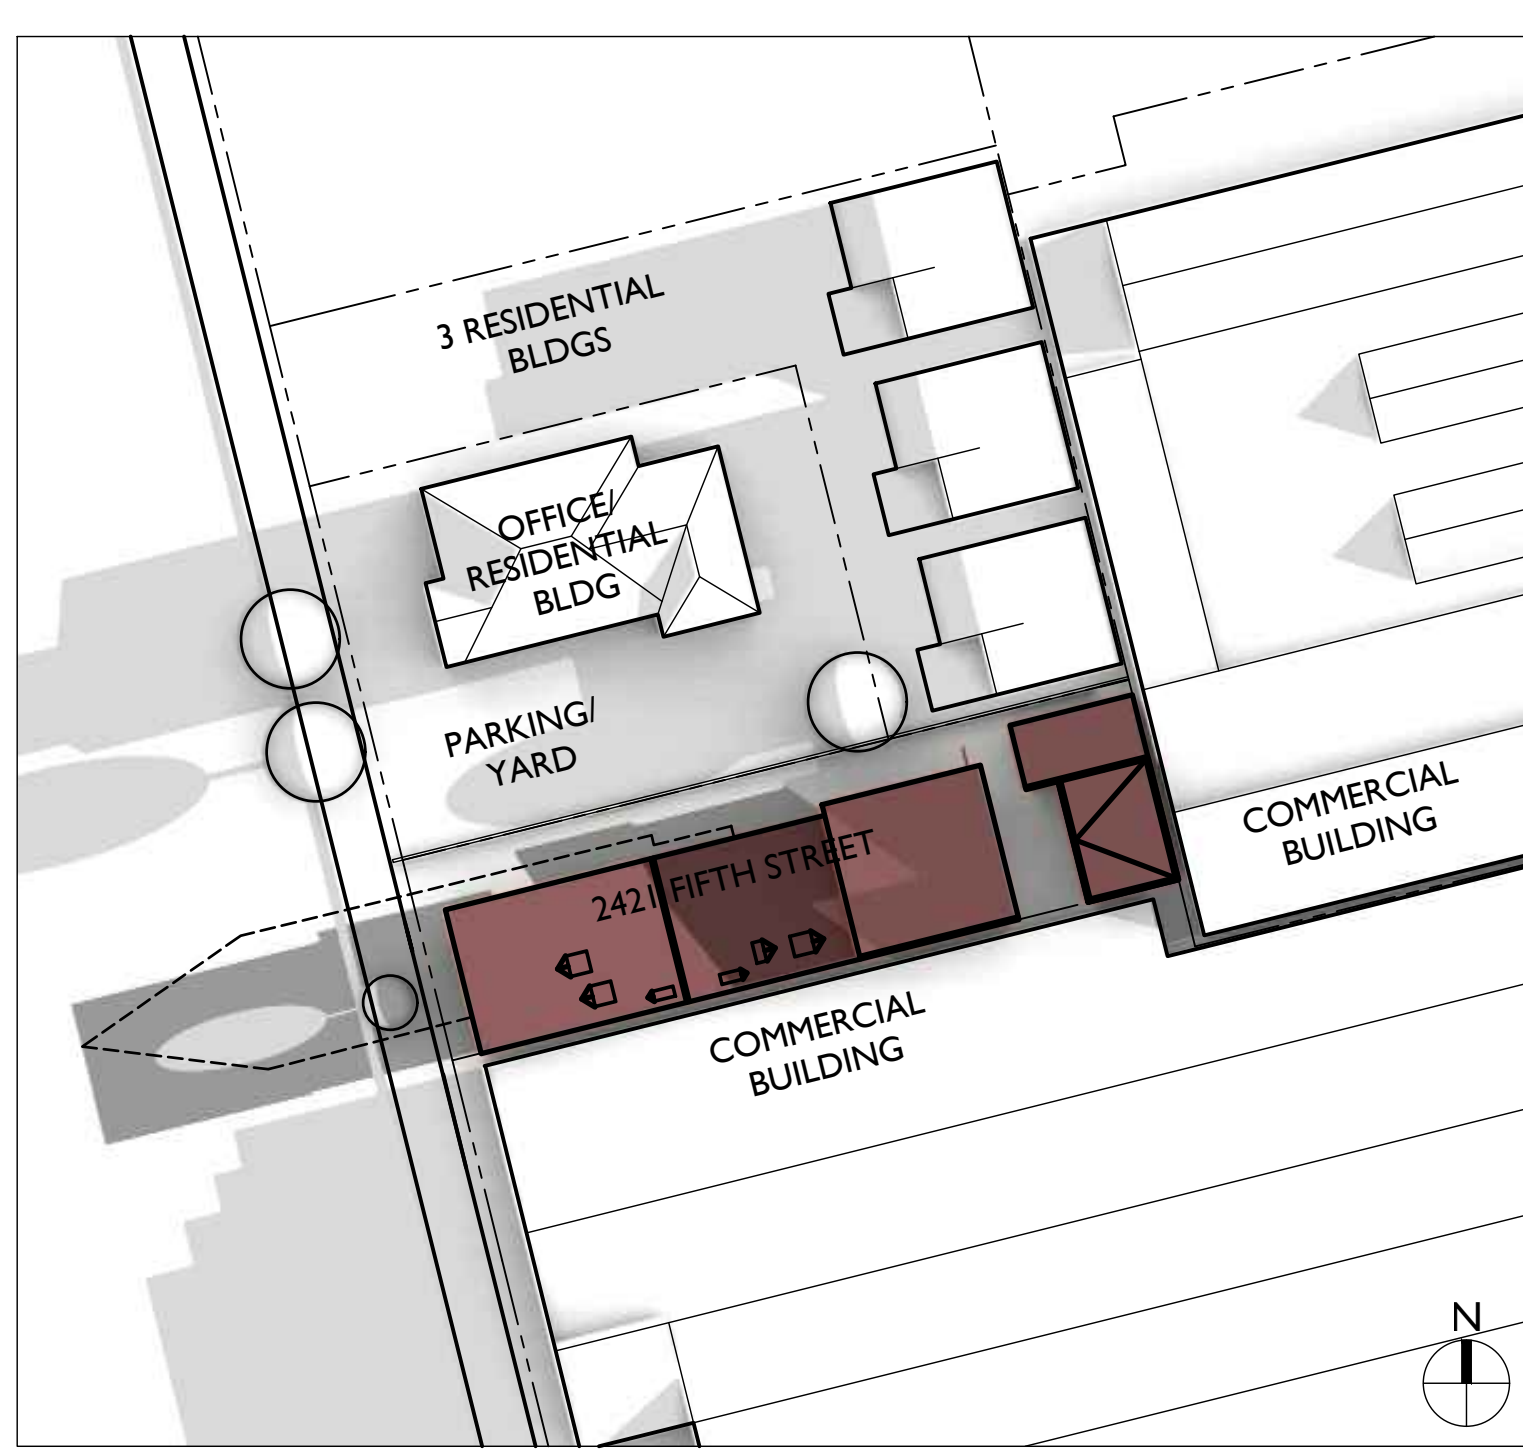 3 RESIDENTIAL
BLDGS
OFFICE/
RESIDENTIAL
BLDG
PARKING/
YARD
2421 FIFTH STREET
COMMERCIAL
BUILDING
COMMERCIAL
BUILDING
N